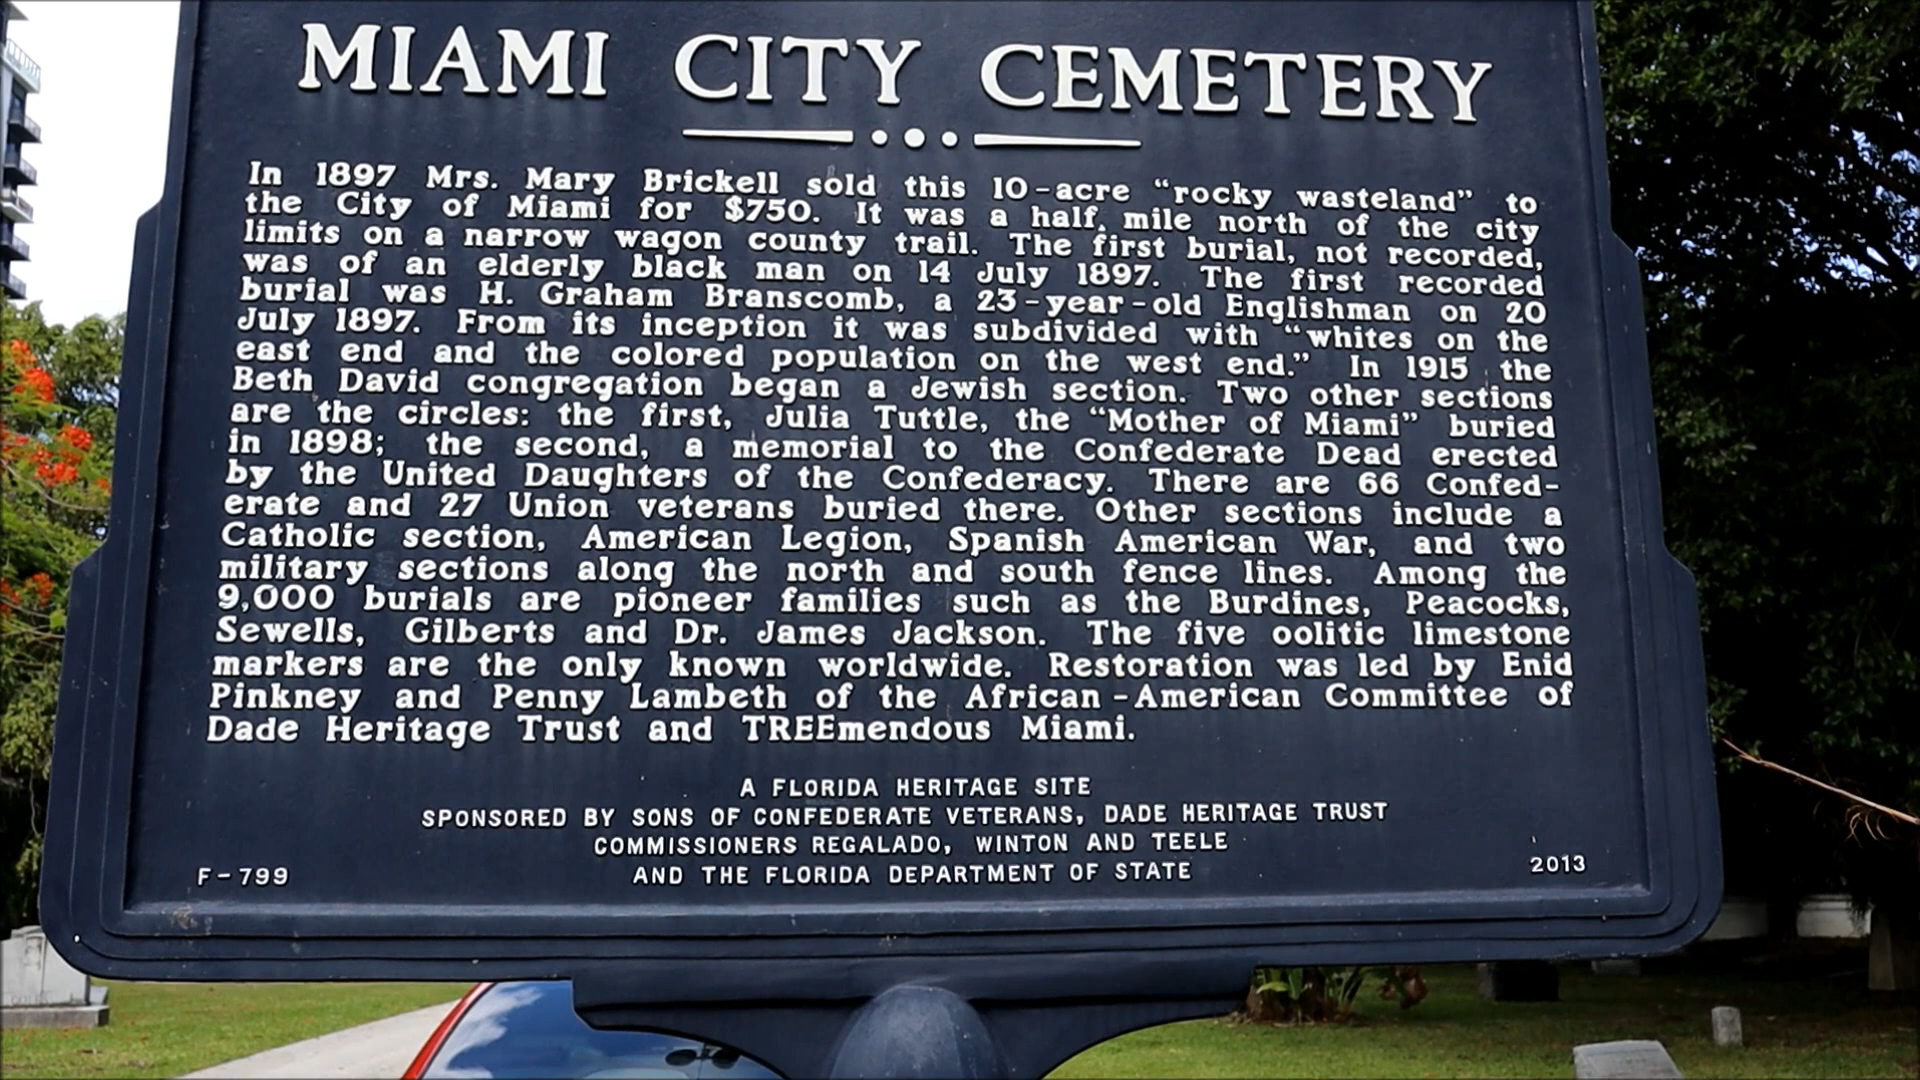 MIAMI CITY CEMETERY
In 1897 Mrs. Mary Brickell sold this 10-acre “rocky wasteland” to
the City of Miami for $750. It was a half, mile north of the city
limits on a narrow wagon county trail. The first burial, not recorded,
was of an elderly black man on 14 July 1897. The first recorded
burial was H. Graham Branscomb, a 23-year-old Englishman on 20
July 1897. From its inception it was subdivided with “whites on the
east end and the colored population on the west end.” In 1915 the
Beth David congregation began a Jewish section. Two other sections
are the circles: the first, Julia Tuttle, the “Mother of Miami” buried
in 1898; the second, a memorial to the Confederate Dead erected
by the United Daughters of the Confederacy. There are 66 Confed-
erate and 27 Union veterans buried there. Other sections include a
Catholic section, American Legion, Spanish American War, and two
military sections along the north and south fence lines. Among the
9,000 burials are pioneer families such as the Burdines, Peacocks,
Sewells, Gilberts and Dr. James Jackson. The five oolitic limestone
markers are the only known worldwide. Restoration was led by Enid
Pinkney and Penny Lambeth of the African-American Committee of
Dade Heritage Trust and TREEmendous Miami.
A FLORIDA HERITAGE SITE
SPONSORED BY SONS OF CONFEDERATE VETERANS, DADE HERITAGE TRUST
COMMISSIONERS REGALADO, WINTON AND TEELE
AND THE FLORIDA DEPARTMENT OF STATE
F-799
2013